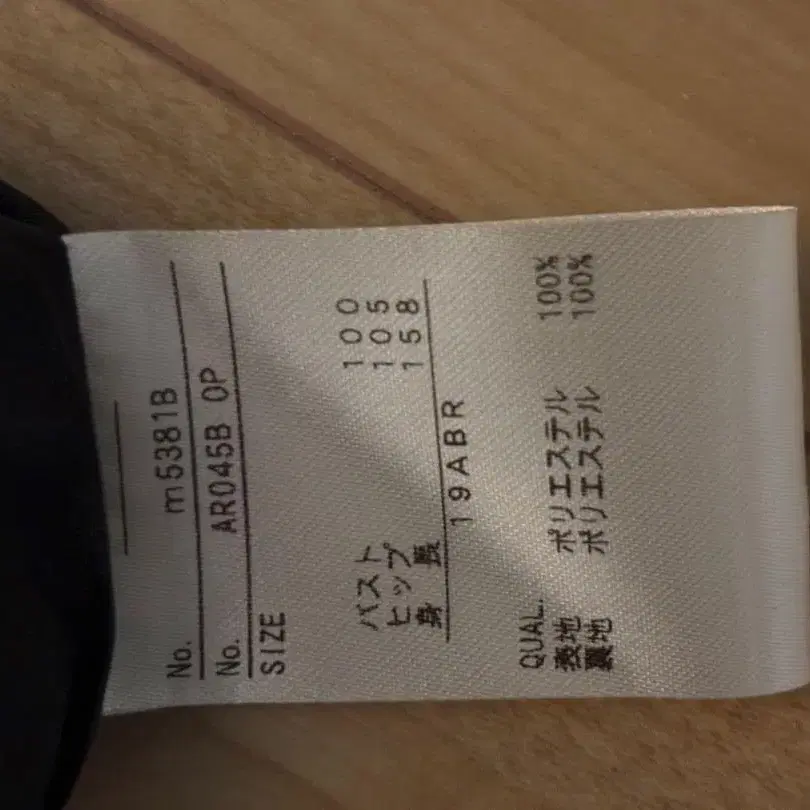 No. m5381B
No. AR045B OP
SIZE
バスト 100
ヒップ 105
身長 158
19ABR
QUAL.
表地 ポリエステル 100%
裏地 ポリエステル 100%